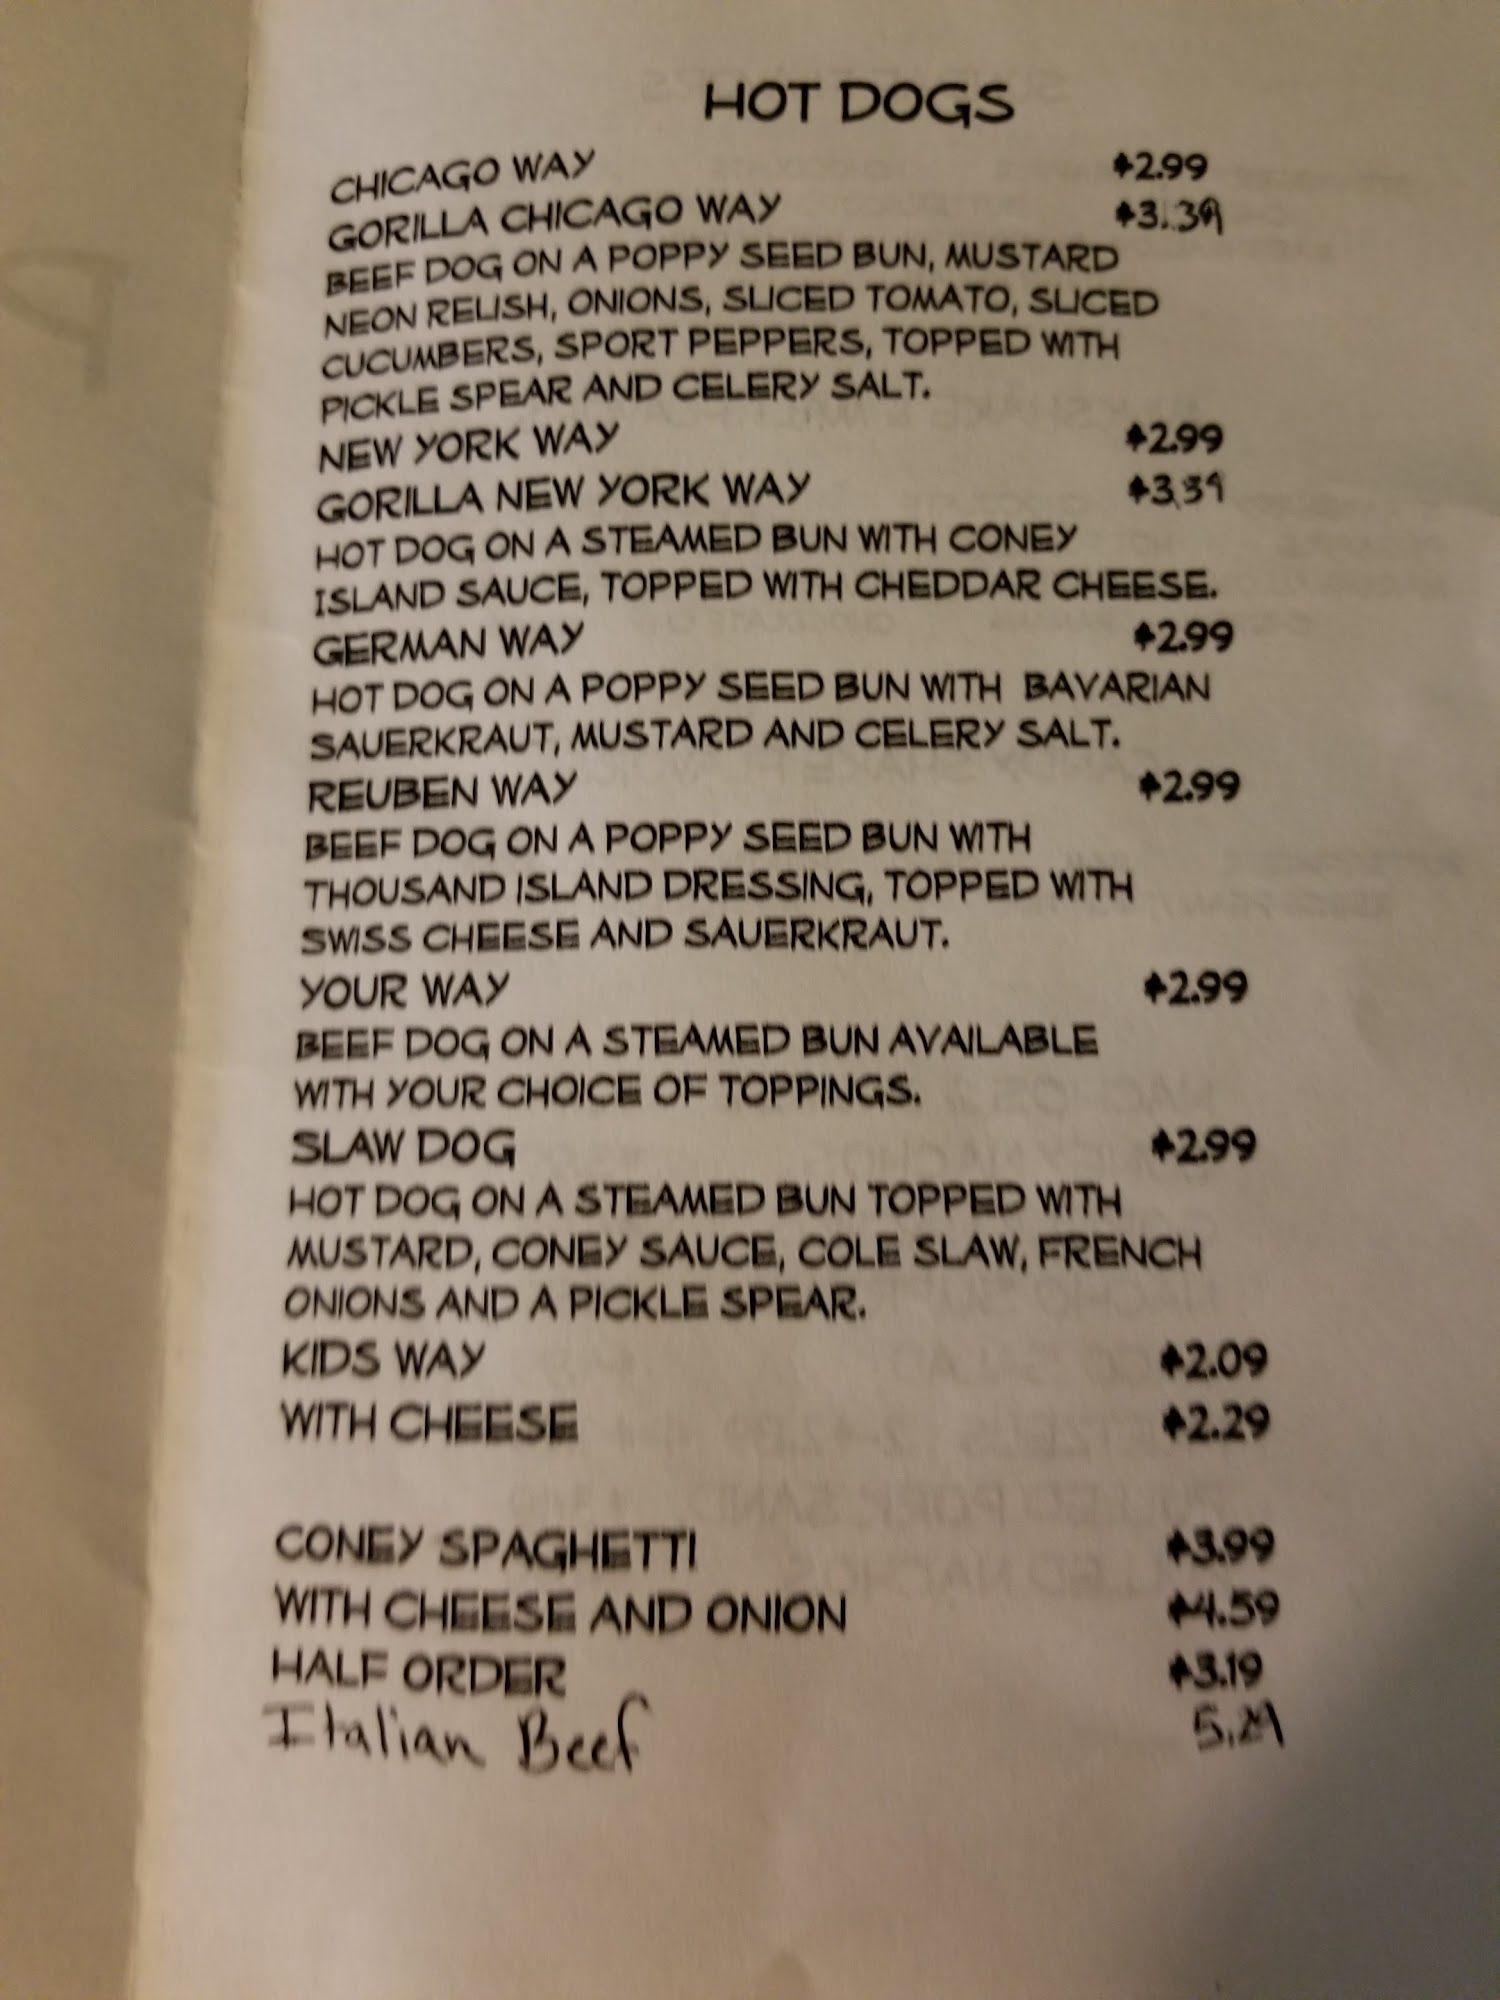 HOT DOGS
CHICAGO WAY $2.99
GORILLA CHICAGO WAY $3.39
BEEF DOG ON A POPPY SEED BUN, MUSTARD
NEON RELISH, ONIONS, SLICED TOMATO, SLICED
CUCUMBERS, SPORT PEPPERS, TOPPED WITH
PICKLE SPEAR AND CELERY SALT.
NEW YORK WAY $2.99
GORILLA NEW YORK WAY $3.39
HOT DOG ON A STEAMED BUN WITH CONEY
ISLAND SAUCE, TOPPED WITH CHEDDAR CHEESE.
GERMAN WAY $2.99
HOT DOG ON A POPPY SEED BUN WITH BAVARIAN
SAUERKRAUT, MUSTARD AND CELERY SALT.
REUBEN WAY $2.99
BEEF DOG ON A POPPY SEED BUN WITH
THOUSAND ISLAND DRESSING, TOPPED WITH
SWISS CHEESE AND SAUERKRAUT.
YOUR WAY $2.99
BEEF DOG ON A STEAMED BUN AVAILABLE
WITH YOUR CHOICE OF TOPPINGS.
SLAW DOG $2.99
HOT DOG ON A STEAMED BUN TOPPED WITH
MUSTARD, CONEY SAUCE, COLE SLAW, FRENCH
ONIONS AND A PICKLE SPEAR.
KIDS WAY $2.09
WITH CHEESE $2.29
CONEY SPAGHETTI $3.99
WITH CHEESE AND ONION $4.59
HALF ORDER $3.19
Italian Beef 5.29